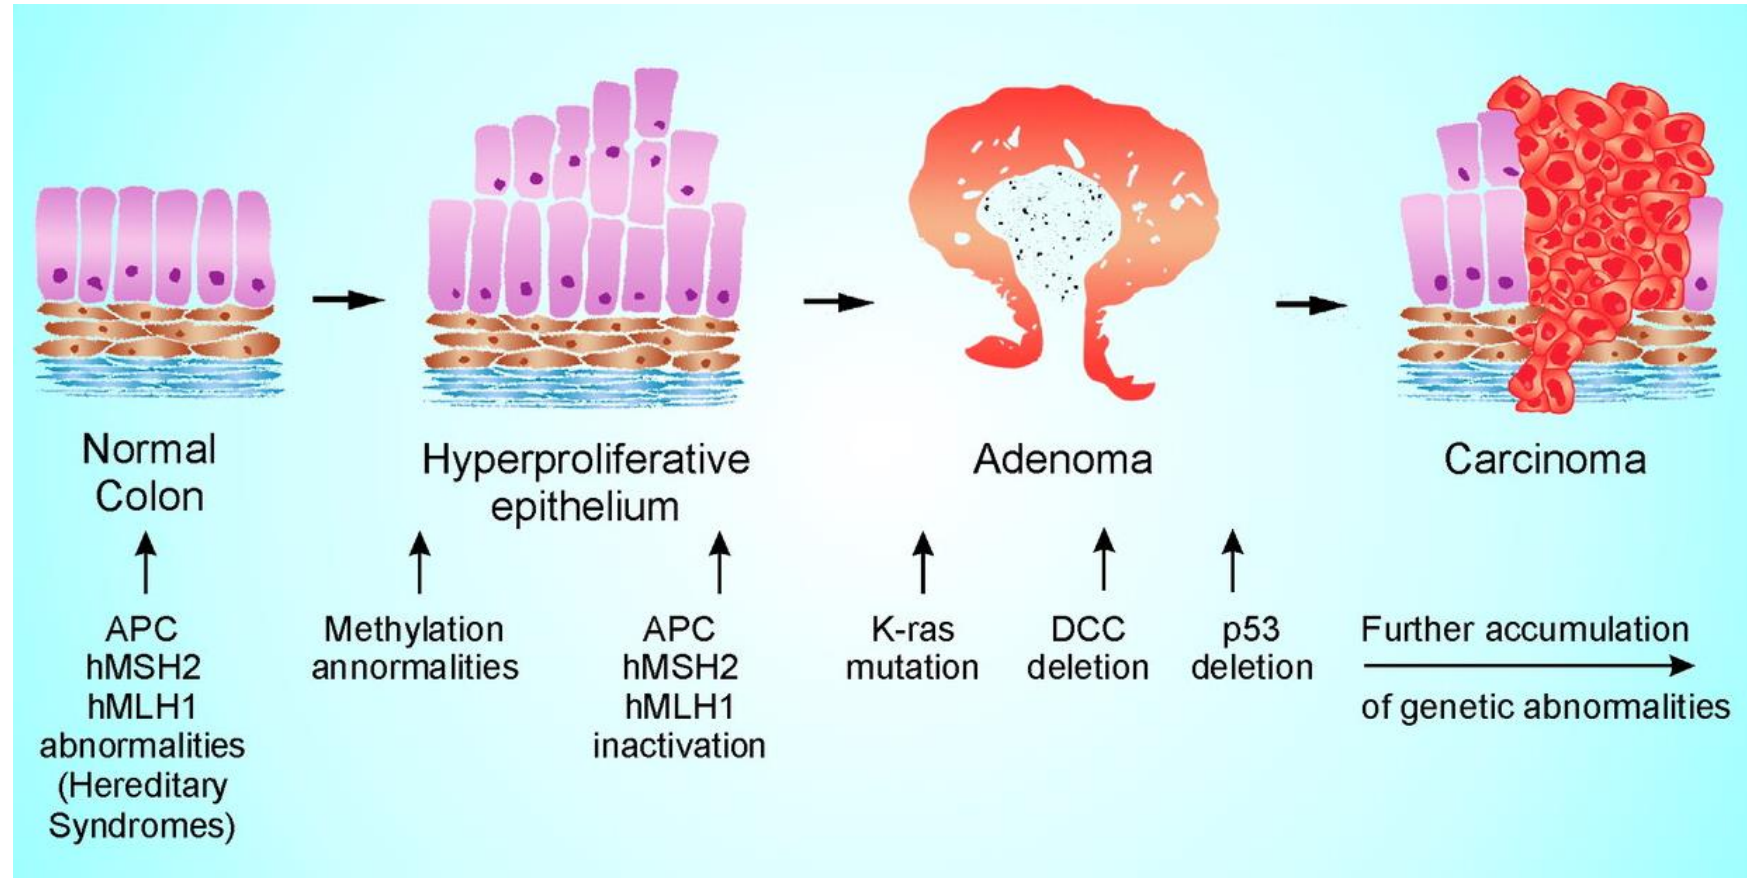 Normal
Colon
Hyperproliferative
epithelium
Adenoma
Carcinoma
APC
hMSH2
hMLH1
abnormalities
(Hereditary
Syndromes)
Methylation
annormalities
APC
hMSH2
hMLH1
inactivation
K-ras
mutation
DCC
deletion
p53
deletion
Further accumulation
of genetic abnormalities